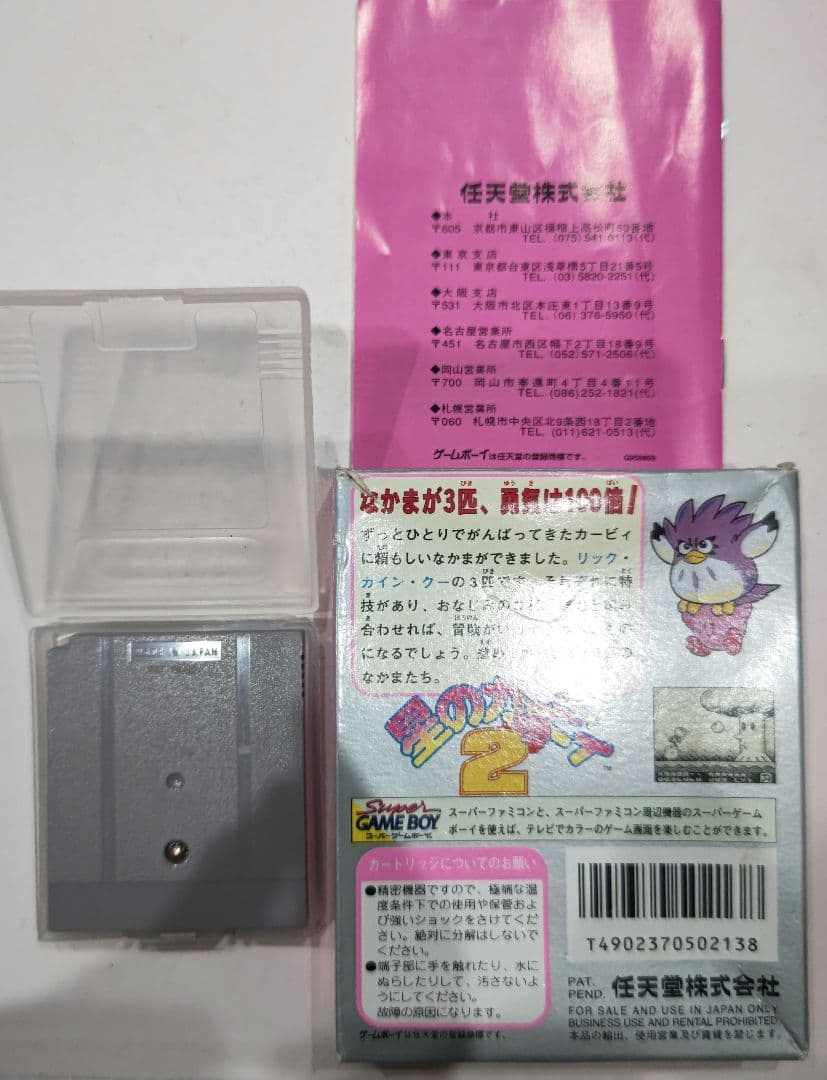 任天堂株式会社
◆本 社
〒605 京都市東山区福稲上高松町60番地
TEL.(075)541-6113(代)
◆東京支店
〒111 東京都台東区浅草橋5丁目21番5号
TEL.(03)5820-2251(代)
◆大阪支店
〒531 大阪市北区本庄東1丁目13番9号
TEL.(06)376-5950(代)
◆名古屋営業所
〒451 名古屋市西区幅下2丁目18番9号
TEL.(052)571-2506(代)
◆岡山営業所
〒700 岡山市奉還町4丁目4番11号
TEL.(086)252-1821(代)
◆札幌営業所
〒060 札幌市中央区北9条西18丁目2番地
TEL.(011)621-0513(代)
ゲームボーイは任天堂の登録商標です。
MADE IN JAPAN
なかまが3匹、勇気は100倍!
ずっとひとりでがんばってきたカービィ
に頼もしいなかまができました。リック・
カイン・クーの3匹です。それぞれに特
技があり、おなじみの
合わせれば、冒険が
になるでしょう。
なかまたち。
星のカービィ
2
TM
Super
GAME BOY
スーパーゲームボーイ
スーパーファミコンと、スーパーファミコン周辺機器のスーパーゲーム
ボーイを使えば、テレビでカラーのゲーム画面を楽しむことができます。
カートリッジについてのお願い
●精密機器ですので、極端な温
度条件下での使用や保管およ
び強いショックをさけてくだ
さい。絶対に分解はしないで
ください。
●端子部に手を触れたり、水に
ぬらしたりして、汚さないよ
うにしてください。
故障の原因になります。
ゲームボーイは任天堂の登録商標です。
T4902370502138
PAT.
PEND.
任天堂株式会社
FOR SALE AND USE IN JAPAN ONLY
BUSINESS USE AND RENTAL PROHIBITED
本品の輸出、使用営業及び賃貸を禁じます。